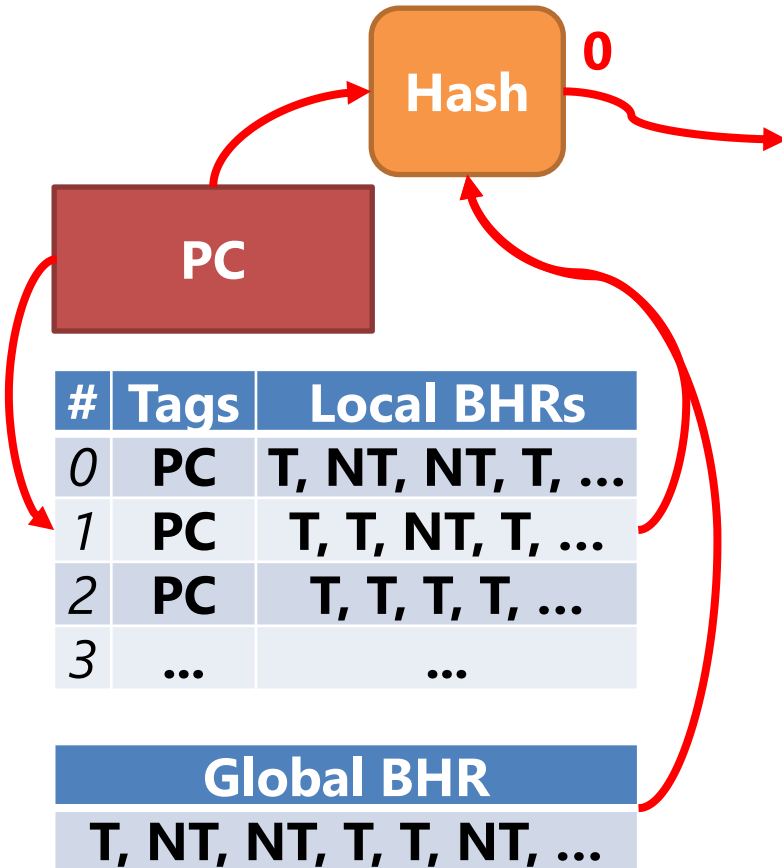 Hash
0
PC
# Tags Local BHRs
0 PC T, NT, NT, T, ...
1 PC T, T, NT, T, ...
2 PC T, T, T, T, ...
3 ... ...
Global BHR
T, NT, NT, T, T, NT, ...